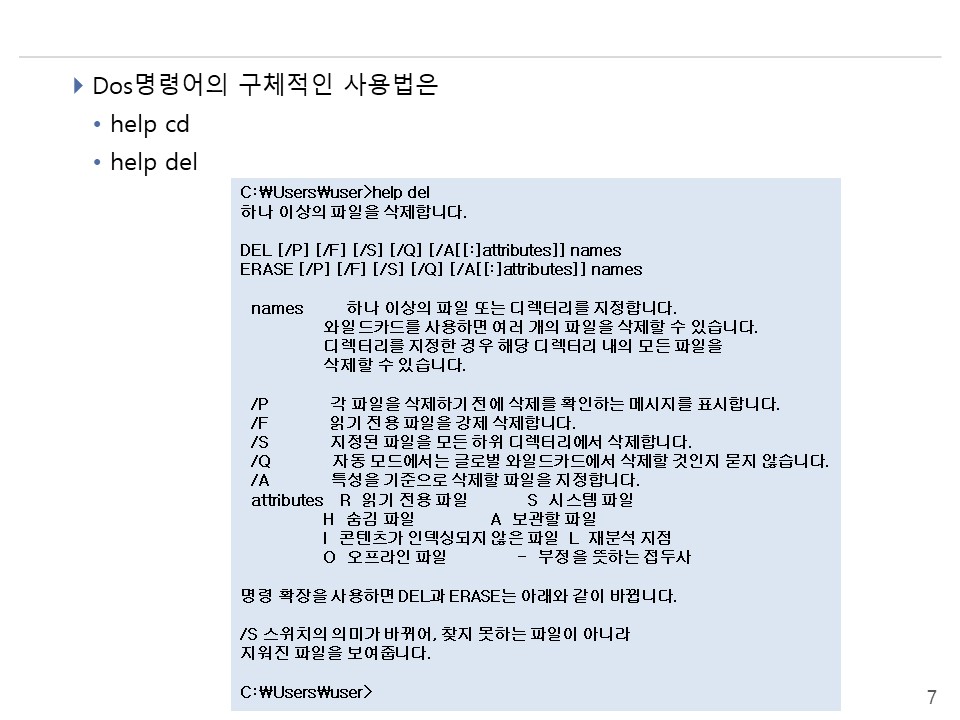 Dos명령어의 구체적인 사용법은
• help cd
• help del
C:₩Users₩user>help del
하나 이상의 파일을 삭제합니다.
DEL [/P] [/F] [/S] [/Q] [/A[[:]attributes]] names
ERASE [/P] [/F] [/S] [/Q] [/A[[:]attributes]] names
names 하나 이상의 파일 또는 디렉터리를 지정합니다.
와일드카드를 사용하면 여러 개의 파일을 삭제할 수 있습니다.
디렉터리를 지정한 경우 해당 디렉터리 내의 모든 파일을
삭제할 수 있습니다.
/P 각 파일을 삭제하기 전에 삭제를 확인하는 메시지를 표시합니다.
/F 읽기 전용 파일을 강제 삭제합니다.
/S 지정된 파일을 모든 하위 디렉터리에서 삭제합니다.
/Q 자동 모드에서는 글로벌 와일드카드에서 삭제할 것인지 묻지 않습니다.
/A 특성을 기준으로 삭제할 파일을 지정합니다.
attributes R 읽기 전용 파일 S 시스템 파일
H 숨김 파일 A 보관할 파일
I 콘텐츠가 인덱싱되지 않은 파일 L 재분석 지점
O 오프라인 파일 - 부정을 뜻하는 접두사
명령 확장을 사용하면 DEL과 ERASE는 아래와 같이 바뀝니다.
/S 스위치의 의미가 바뀌어, 찾지 못하는 파일이 아니라
지워진 파일을 보여줍니다.
C:₩Users₩user>
7